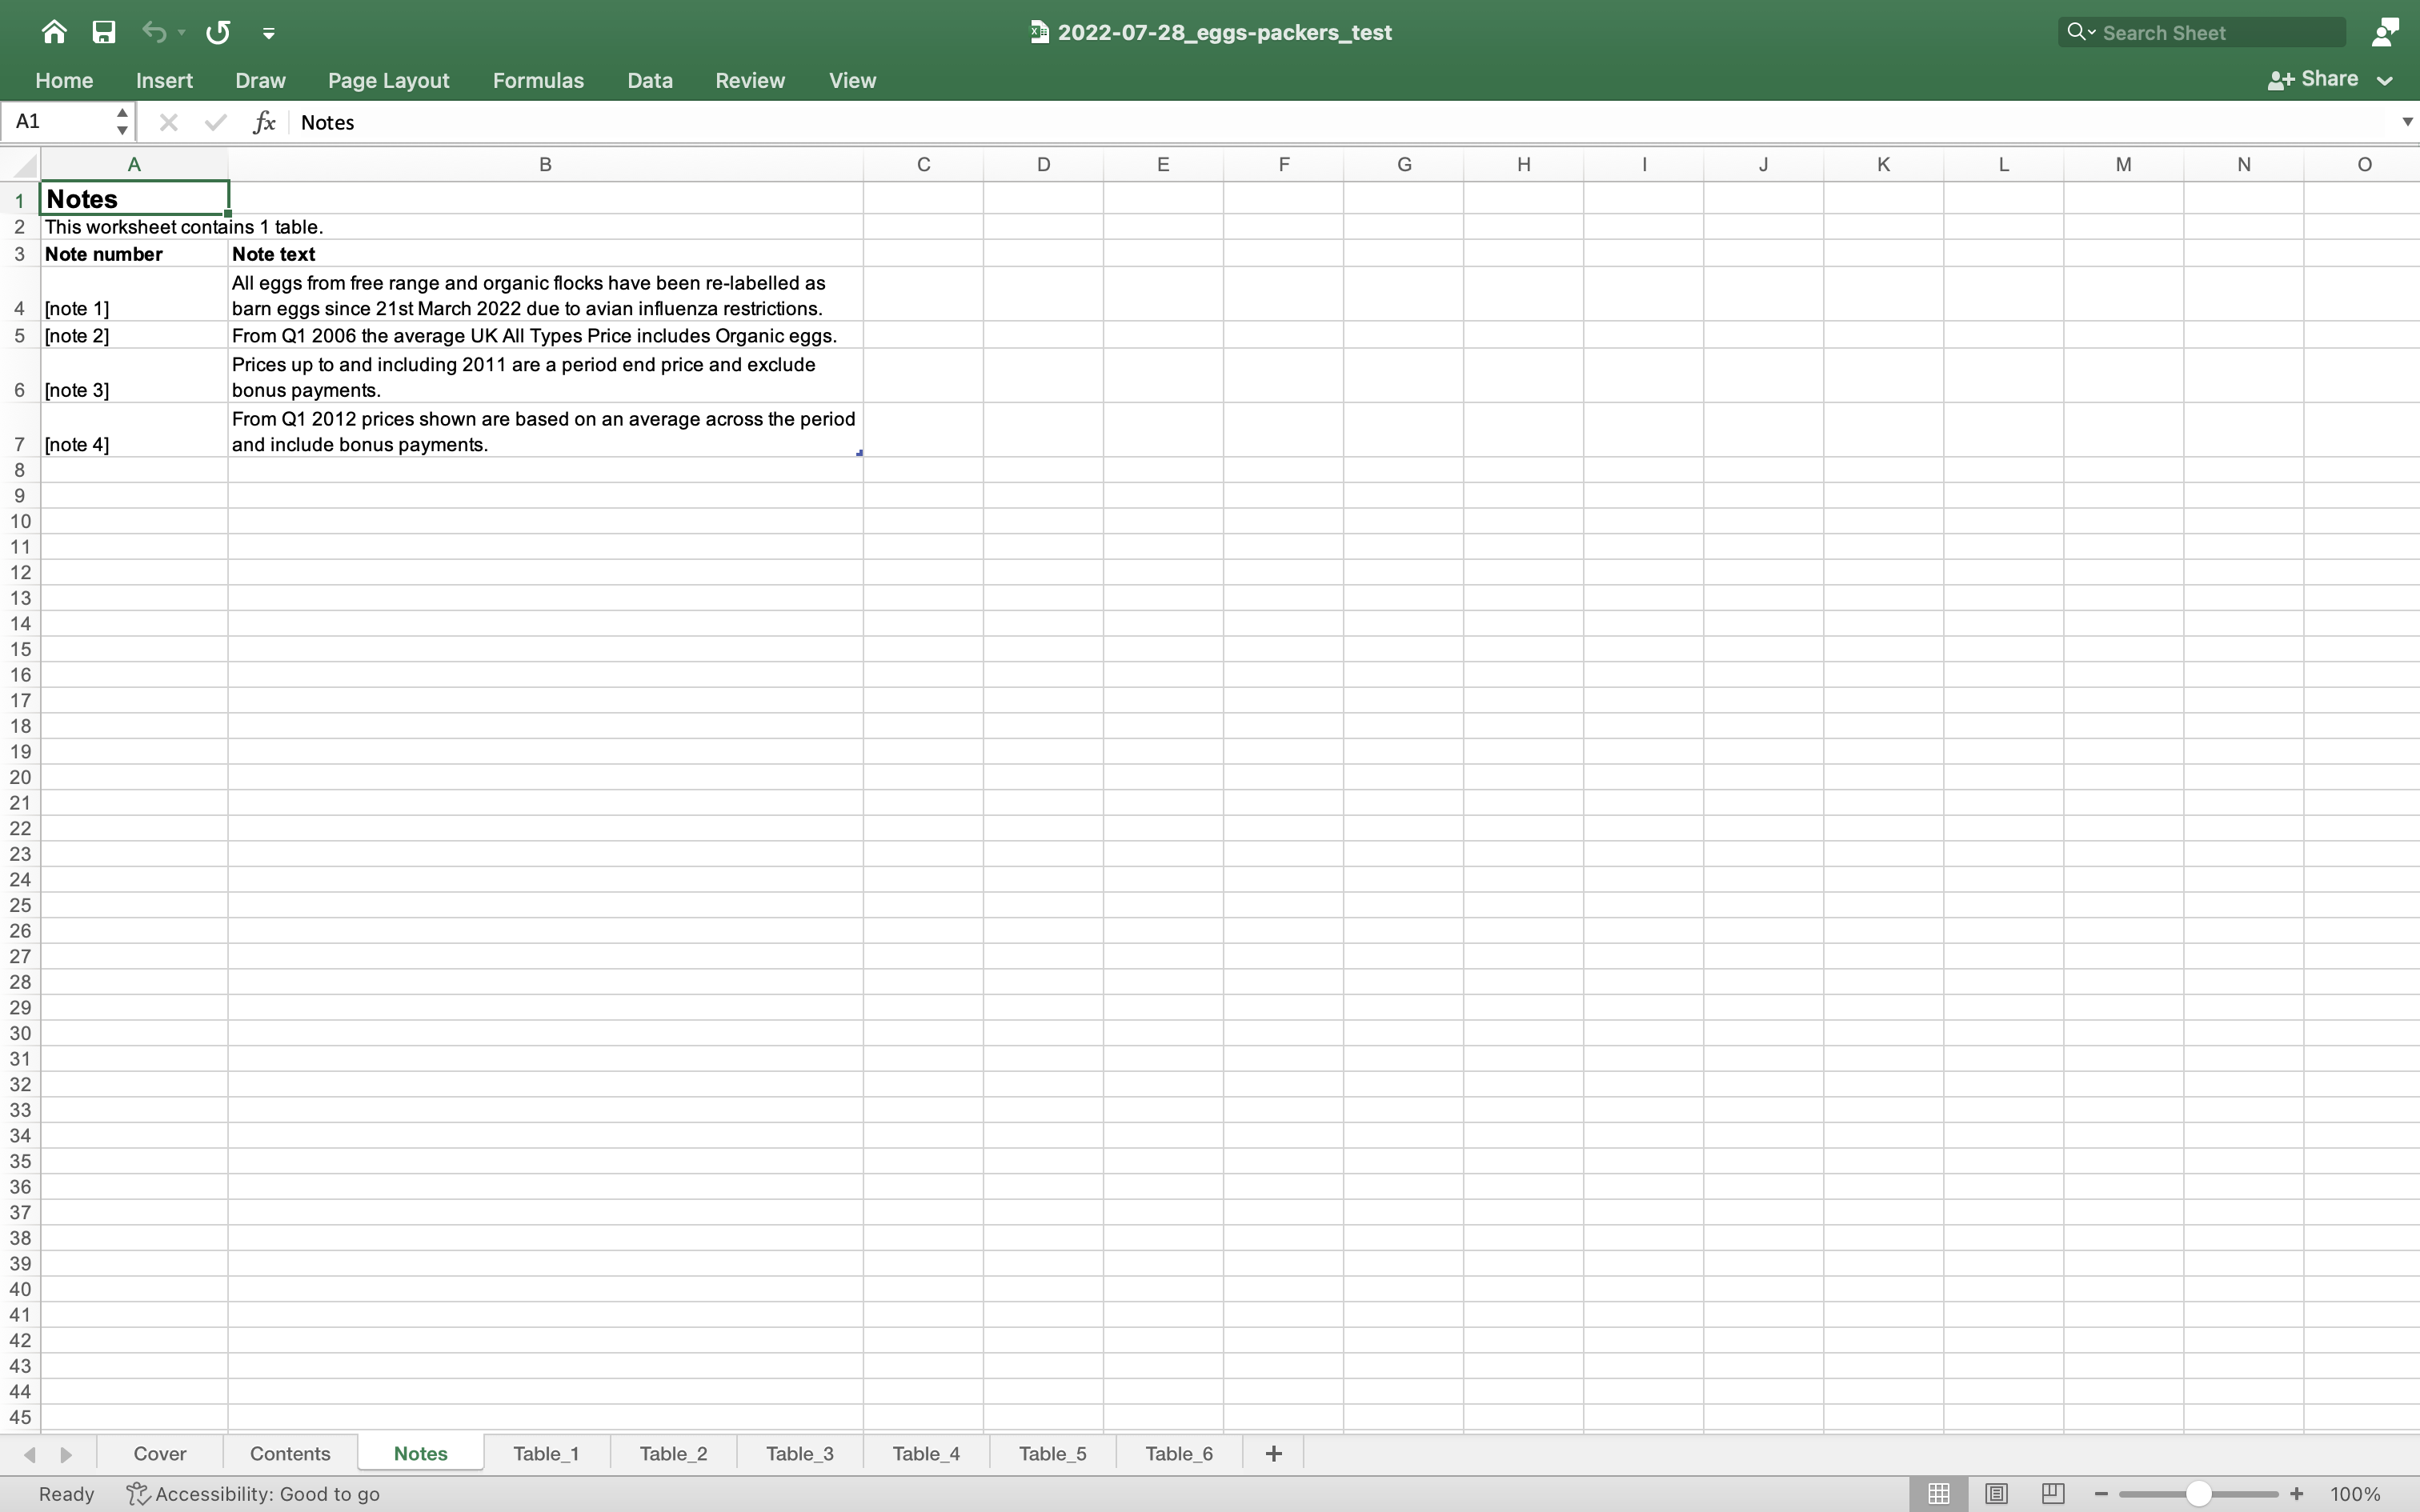 2022-07-28_eggs-packers_test
Search Sheet
Home Insert Draw Page Layout Formulas Data Review View
Share
A1
fx Notes
A B C D E F G H I J K L M N O
1 Notes
2 This worksheet contains 1 table.
3 Note number Note text
All eggs from free range and organic flocks have been re-labelled as
4 [note 1] barn eggs since 21st March 2022 due to avian influenza restrictions.
5 [note 2] From Q1 2006 the average UK All Types Price includes Organic eggs.
Prices up to and including 2011 are a period end price and exclude
6 [note 3] bonus payments.
From Q1 2012 prices shown are based on an average across the period
7 [note 4] and include bonus payments.
8
9
10
11
12
13
14
15
16
17
18
19
20
21
22
23
24
25
26
27
28
29
30
31
32
33
34
35
36
37
38
39
40
41
42
43
44
45
Cover Contents Notes Table_1 Table_2 Table_3 Table_4 Table_5 Table_6 +
Ready Accessibility: Good to go
100%